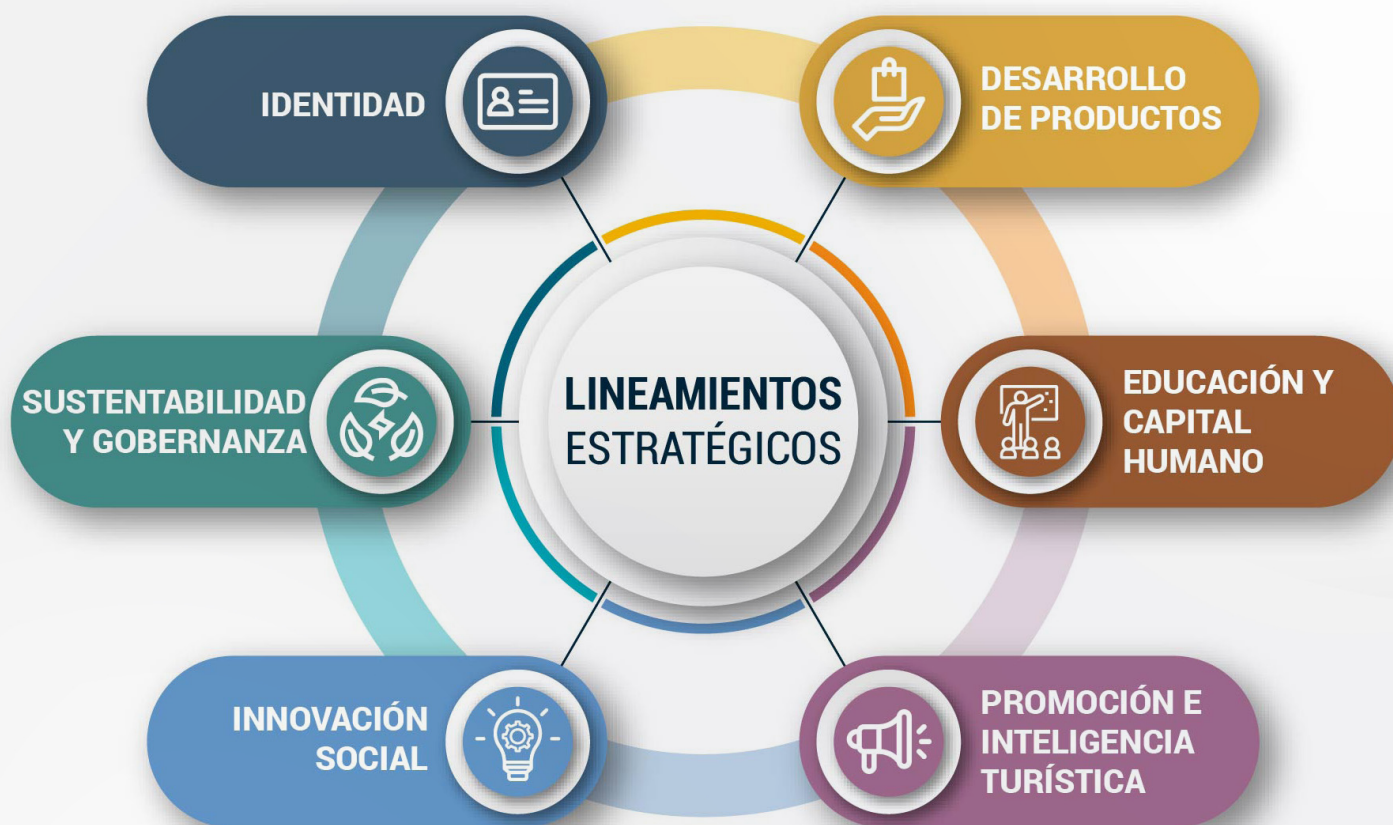 IDENTIDAD
DESARROLLO
DE PRODUCTOS
SUSTENTABILIDAD
Y GOBERNANZA
LINEAMIENTOS
ESTRATÉGICOS
EDUCACIÓN Y
CAPITAL
HUMANO
INNOVACIÓN
SOCIAL
PROMOCIÓN E
INTELIGENCIA
TURÍSTICA